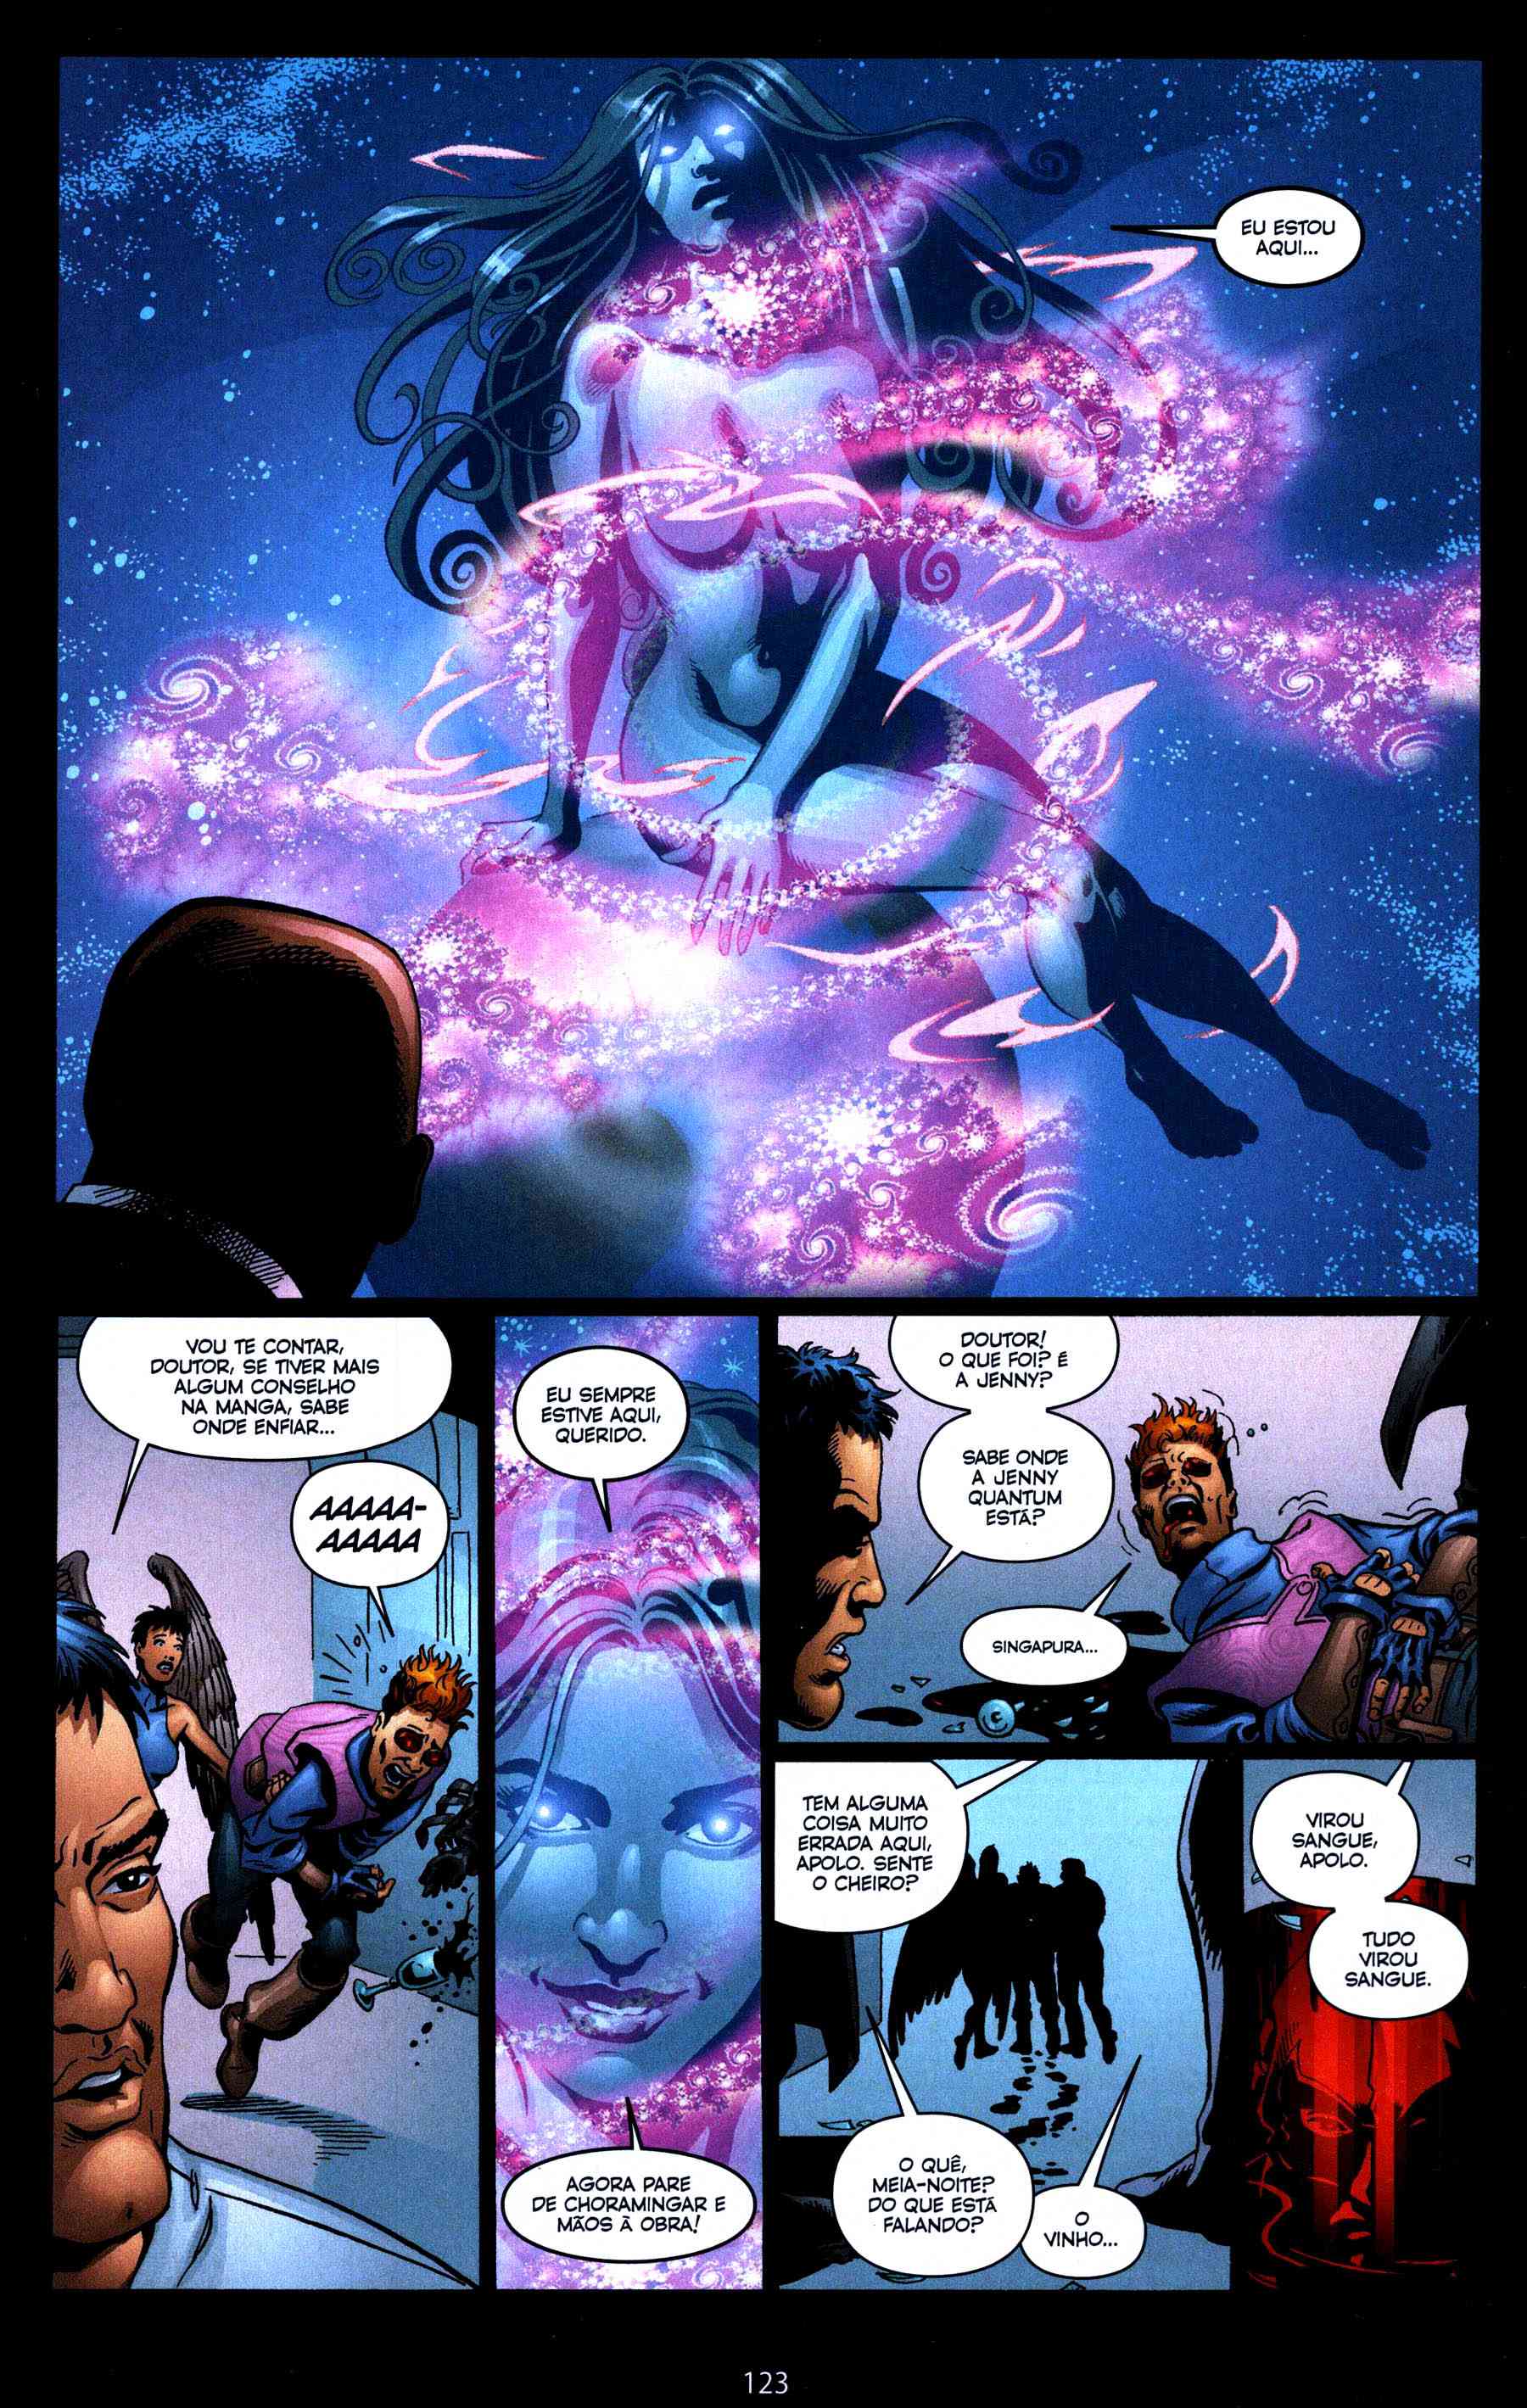 EU ESTOU
AQUI...
VOU TE CONTAR,
DOUTOR, SE TIVER MAIS
ALGUM CONSELHO
NA MANGA, SABE
ONDE ENFIAR...
AAAAA-
AAAAA
EU SEMPRE
ESTIVE AQUI,
QUERIDO.
AGORA PARE
DE CHORAMINGAR E
MÃOS À OBRA!
DOUTOR!
O QUE FOI? É
A JENNY?
SABE ONDE
A JENNY
QUANTUM
ESTÁ?
SINGAPURA...
TEM ALGUMA
COISA MUITO
ERRADA AQUI,
APOLO. SENTE
O CHEIRO?
O QUÊ,
MEIA-NOITE?
DO QUE ESTÁ
FALANDO?
O
VINHO...
VIROU
SANGUE,
APOLO.
TUDO
VIROU
SANGUE.
123